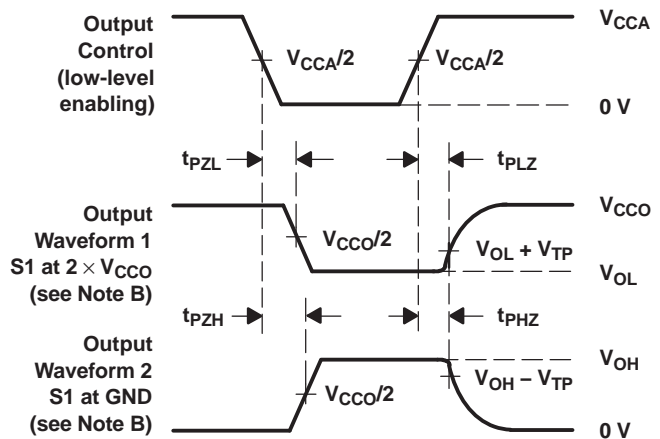 Output
Control
(low-level
enabling)
VCCA/2
VCCA/2
VCCA
0 V
tPZL
tPLZ
Output
Waveform 1
S1 at 2 × VCCO
(see Note B)
VCCO/2
VCCO
VOL + VTP
VOL
tPZH
tPHZ
Output
Waveform 2
S1 at GND
(see Note B)
VCCO/2
VOH
VOH − VTP
0 V